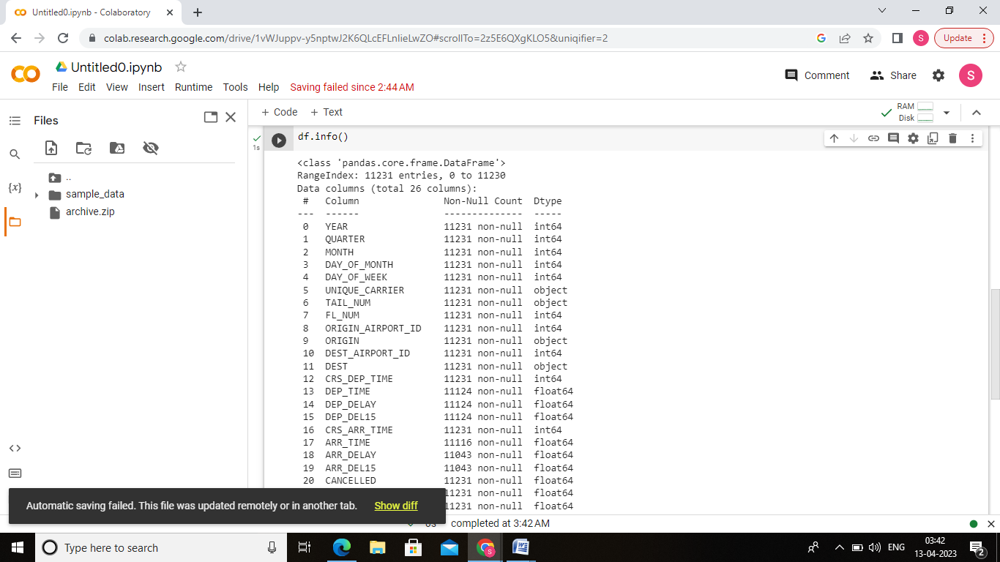 Untitled0.ipynb - Colaboratory
colab.research.google.com/drive/1vWJuppv-y5nptwJ2K6QLcEFLnIieLwZO#scrollTo=2z5E6QXgKLO5&uniqifier=2
S
Update
Untitled0.ipynb
File Edit View Insert Runtime Tools Help Saving failed since 2:44 AM
Comment
Share
S
Files
+ Code + Text
RAM
Disk
{x}
..
sample_data
archive.zip
1s
df.info()
<class 'pandas.core.frame.DataFrame'>
RangeIndex: 11231 entries, 0 to 11230
Data columns (total 26 columns):
# Column Non-Null Count Dtype
--- ------ -------------- -----
0 YEAR 11231 non-null int64
1 QUARTER 11231 non-null int64
2 MONTH 11231 non-null int64
3 DAY_OF_MONTH 11231 non-null int64
4 DAY_OF_WEEK 11231 non-null int64
5 UNIQUE_CARRIER 11231 non-null object
6 TAIL_NUM 11231 non-null object
7 FL_NUM 11231 non-null int64
8 ORIGIN_AIRPORT_ID 11231 non-null int64
9 ORIGIN 11231 non-null object
10 DEST_AIRPORT_ID 11231 non-null int64
11 DEST 11231 non-null object
12 CRS_DEP_TIME 11231 non-null int64
13 DEP_TIME 11124 non-null float64
14 DEP_DELAY 11124 non-null float64
15 DEP_DEL15 11124 non-null float64
16 CRS_ARR_TIME 11231 non-null int64
17 ARR_TIME 11116 non-null float64
18 ARR_DELAY 11043 non-null float64
19 ARR_DEL15 11043 non-null float64
20 CANCELLED 11231 non-null float64
11231 non-null float64
11231 non-null float64
Automatic saving failed. This file was updated remotely or in another tab. Show diff
0s completed at 3:42 AM
Type here to search
S
ENG
03:42
13-04-2023
2